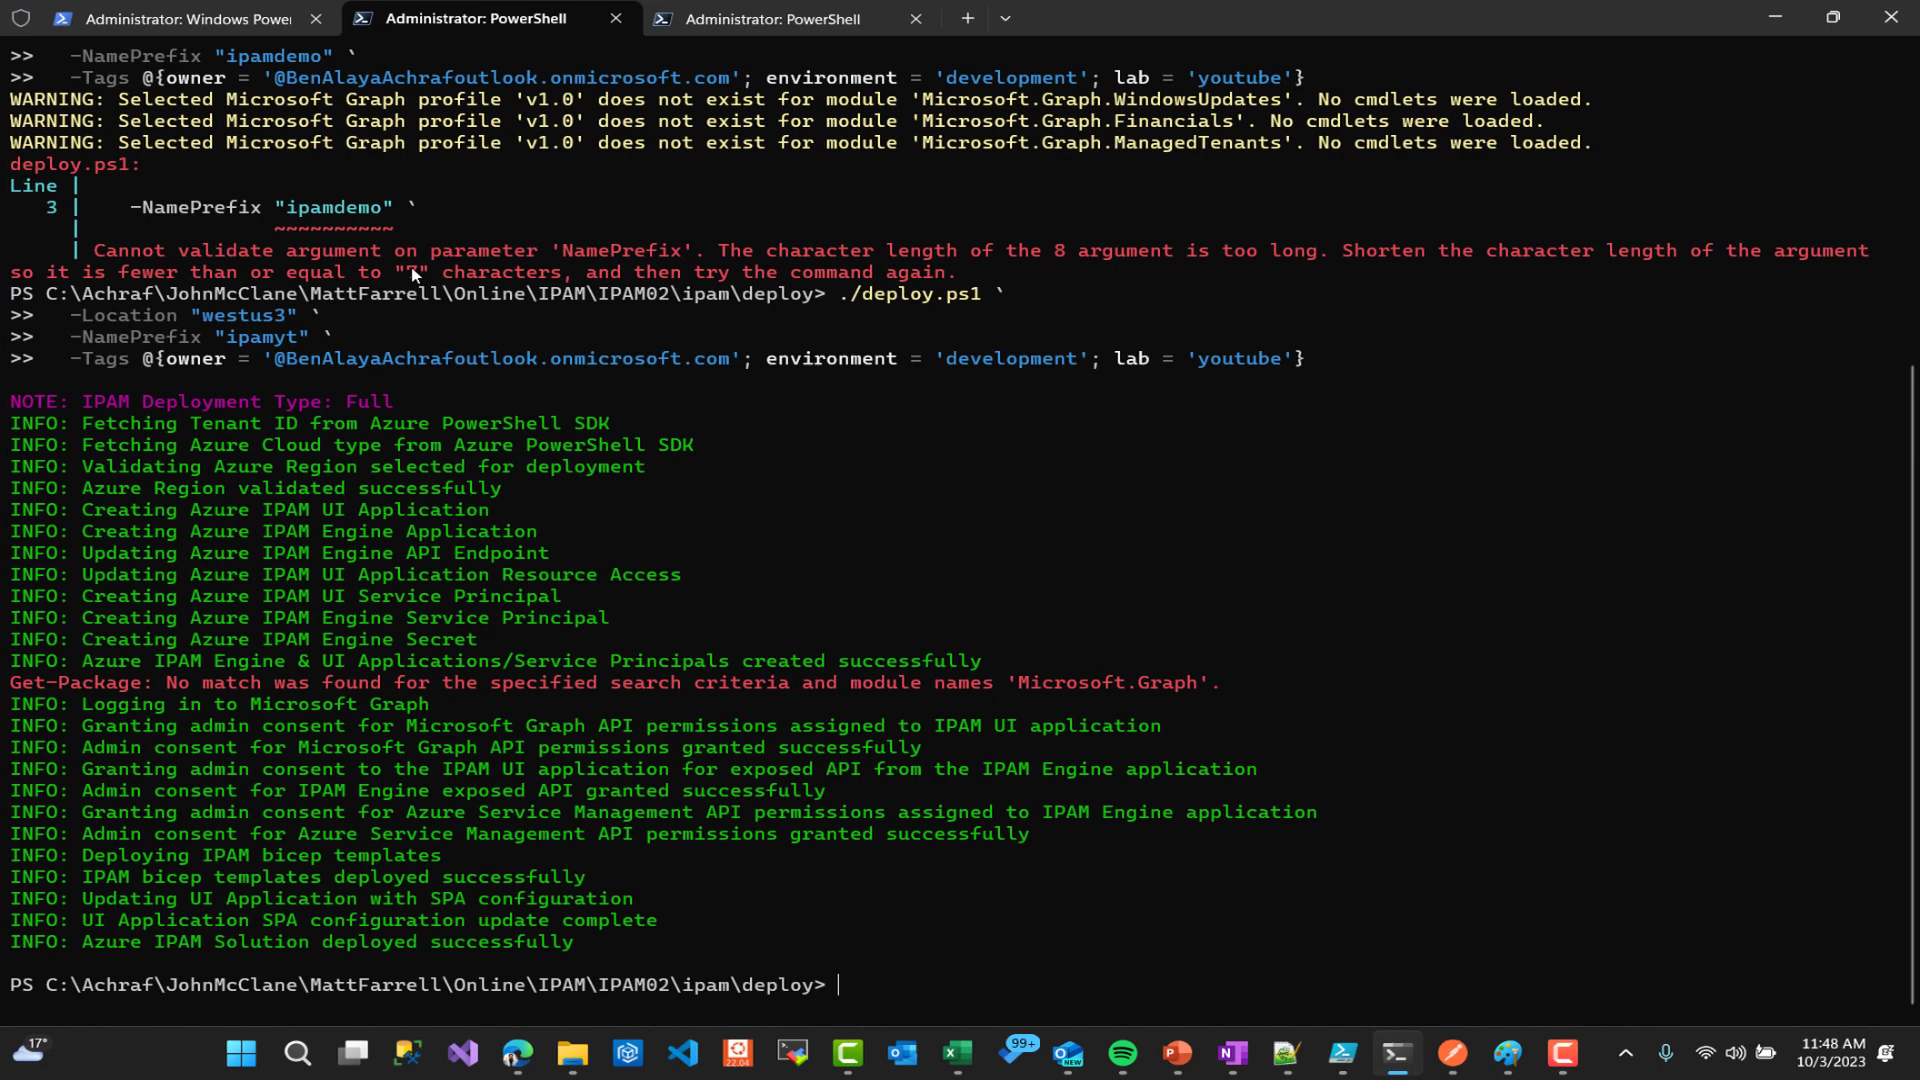 Administrator: Windows Power
Administrator: PowerShell
Administrator: PowerShell
>>   -NamePrefix "ipamdemo" `
>>   -Tags @{owner = '@BenAlayaAchrafoutlook.onmicrosoft.com'; environment = 'development'; lab = 'youtube'}
WARNING: Selected Microsoft Graph profile 'v1.0' does not exist for module 'Microsoft.Graph.WindowsUpdates'. No cmdlets were loaded.
WARNING: Selected Microsoft Graph profile 'v1.0' does not exist for module 'Microsoft.Graph.Financials'. No cmdlets were loaded.
WARNING: Selected Microsoft Graph profile 'v1.0' does not exist for module 'Microsoft.Graph.ManagedTenants'. No cmdlets were loaded.
deploy.ps1:
Line |
   3 |    -NamePrefix "ipamdemo" `
     |                ~~~~~~~~~~
     | Cannot validate argument on parameter 'NamePrefix'. The character length of the 8 argument is too long. Shorten the character length of the argument
so it is fewer than or equal to "7" characters, and then try the command again.
PS C:\Achraf\JohnMcClane\MattFarrell\Online\IPAM\IPAM02\ipam\deploy> ./deploy.ps1 `
>>   -Location "westus3" `
>>   -NamePrefix "ipamyt" `
>>   -Tags @{owner = '@BenAlayaAchrafoutlook.onmicrosoft.com'; environment = 'development'; lab = 'youtube'}
NOTE: IPAM Deployment Type: Full
INFO: Fetching Tenant ID from Azure PowerShell SDK
INFO: Fetching Azure Cloud type from Azure PowerShell SDK
INFO: Validating Azure Region selected for deployment
INFO: Azure Region validated successfully
INFO: Creating Azure IPAM UI Application
INFO: Creating Azure IPAM Engine Application
INFO: Updating Azure IPAM Engine API Endpoint
INFO: Updating Azure IPAM UI Application Resource Access
INFO: Creating Azure IPAM UI Service Principal
INFO: Creating Azure IPAM Engine Service Principal
INFO: Creating Azure IPAM Engine Secret
INFO: Azure IPAM Engine & UI Applications/Service Principals created successfully
Get-Package: No match was found for the specified search criteria and module names 'Microsoft.Graph'.
INFO: Logging in to Microsoft Graph
INFO: Granting admin consent for Microsoft Graph API permissions assigned to IPAM UI application
INFO: Admin consent for Microsoft Graph API permissions granted successfully
INFO: Granting admin consent to the IPAM UI application for exposed API from the IPAM Engine application
INFO: Admin consent for IPAM Engine exposed API granted successfully
INFO: Granting admin consent for Azure Service Management API permissions assigned to IPAM Engine application
INFO: Admin consent for Azure Service Management API permissions granted successfully
INFO: Deploying IPAM bicep templates
INFO: IPAM bicep templates deployed successfully
INFO: Updating UI Application with SPA configuration
INFO: UI Application SPA configuration update complete
INFO: Azure IPAM Solution deployed successfully
PS C:\Achraf\JohnMcClane\MattFarrell\Online\IPAM\IPAM02\ipam\deploy>
17°
22.04
99+
NEW
11:48 AM
10/3/2023